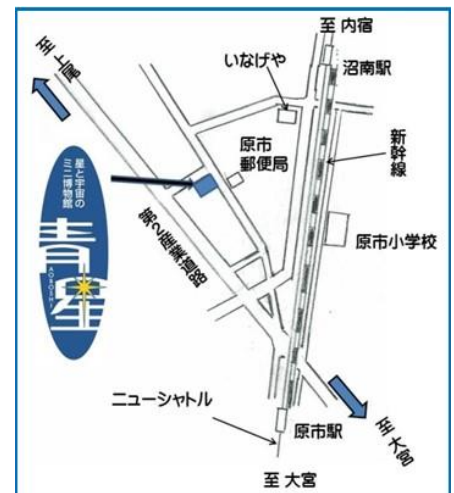 至 内宿
至 上尾
いなげや
沼南駅
原市
郵便局
新幹線
星と宇宙の
ミニ博物館
青星
AOBOSHI
第2産業道路
原市小学校
ニューシャトル
原市駅
至 大宮
至 大宮